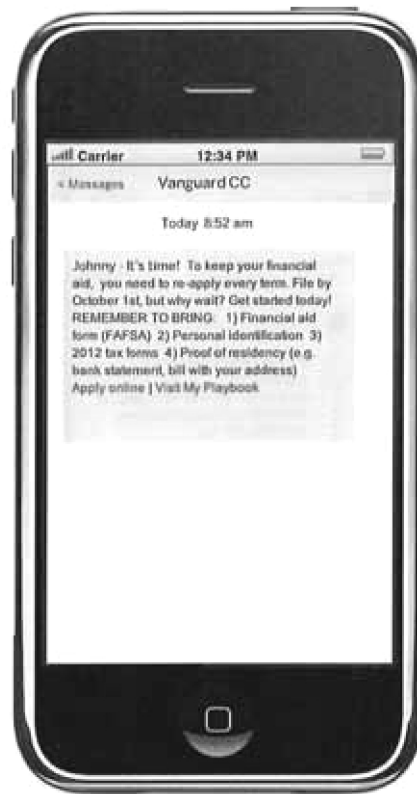 Carrier 12:34 PM
< Messages Vanguard CC
Today 8:52 am
Johnny - It's time! To keep your financial
aid, you need to re-apply every term. File by
October 1st, but why wait? Get started today!
REMEMBER TO BRING: 1) Financial aid
form (FAFSA) 2) Personal identification 3)
2012 tax forms 4) Proof of residency (e.g.
bank statement, bill with your address)
Apply online | Visit My Playbook